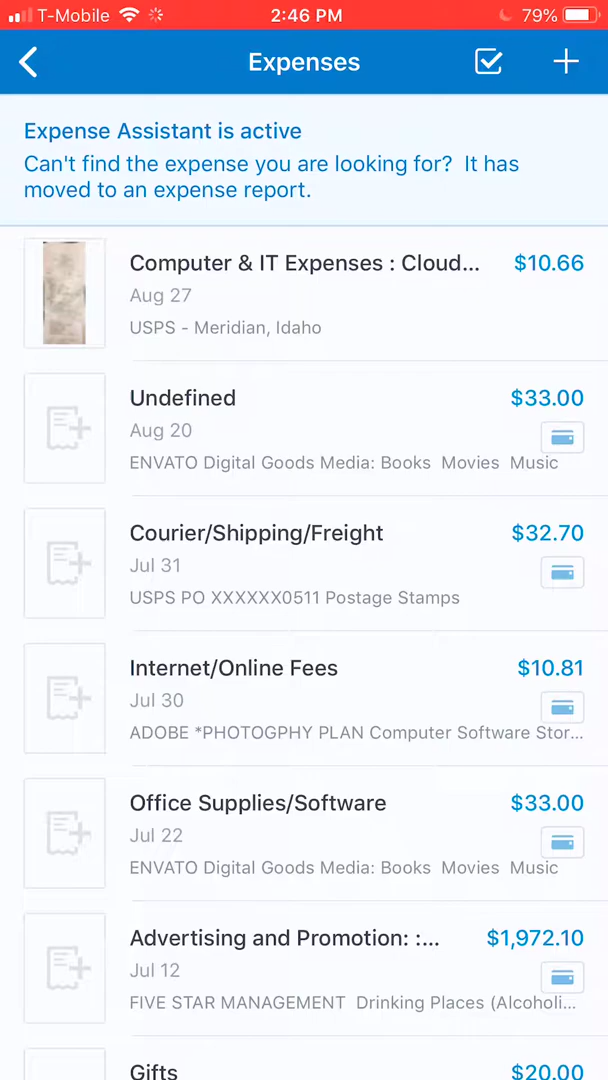 T-Mobile 2:46 PM 79%
Expenses
Expense Assistant is active
Can't find the expense you are looking for? It has
moved to an expense report.
Computer & IT Expenses : Cloud... $10.66
Aug 27
USPS - Meridian, Idaho
Undefined $33.00
Aug 20
ENVATO Digital Goods Media: Books Movies Music
Courier/Shipping/Freight $32.70
Jul 31
USPS PO XXXXXX0511 Postage Stamps
Internet/Online Fees $10.81
Jul 30
ADOBE *PHOTOGPHY PLAN Computer Software Stor...
Office Supplies/Software $33.00
Jul 22
ENVATO Digital Goods Media: Books Movies Music
Advertising and Promotion: :... $1,972.10
Jul 12
FIVE STAR MANAGEMENT Drinking Places (Alcoholi...
Gifts $20.00